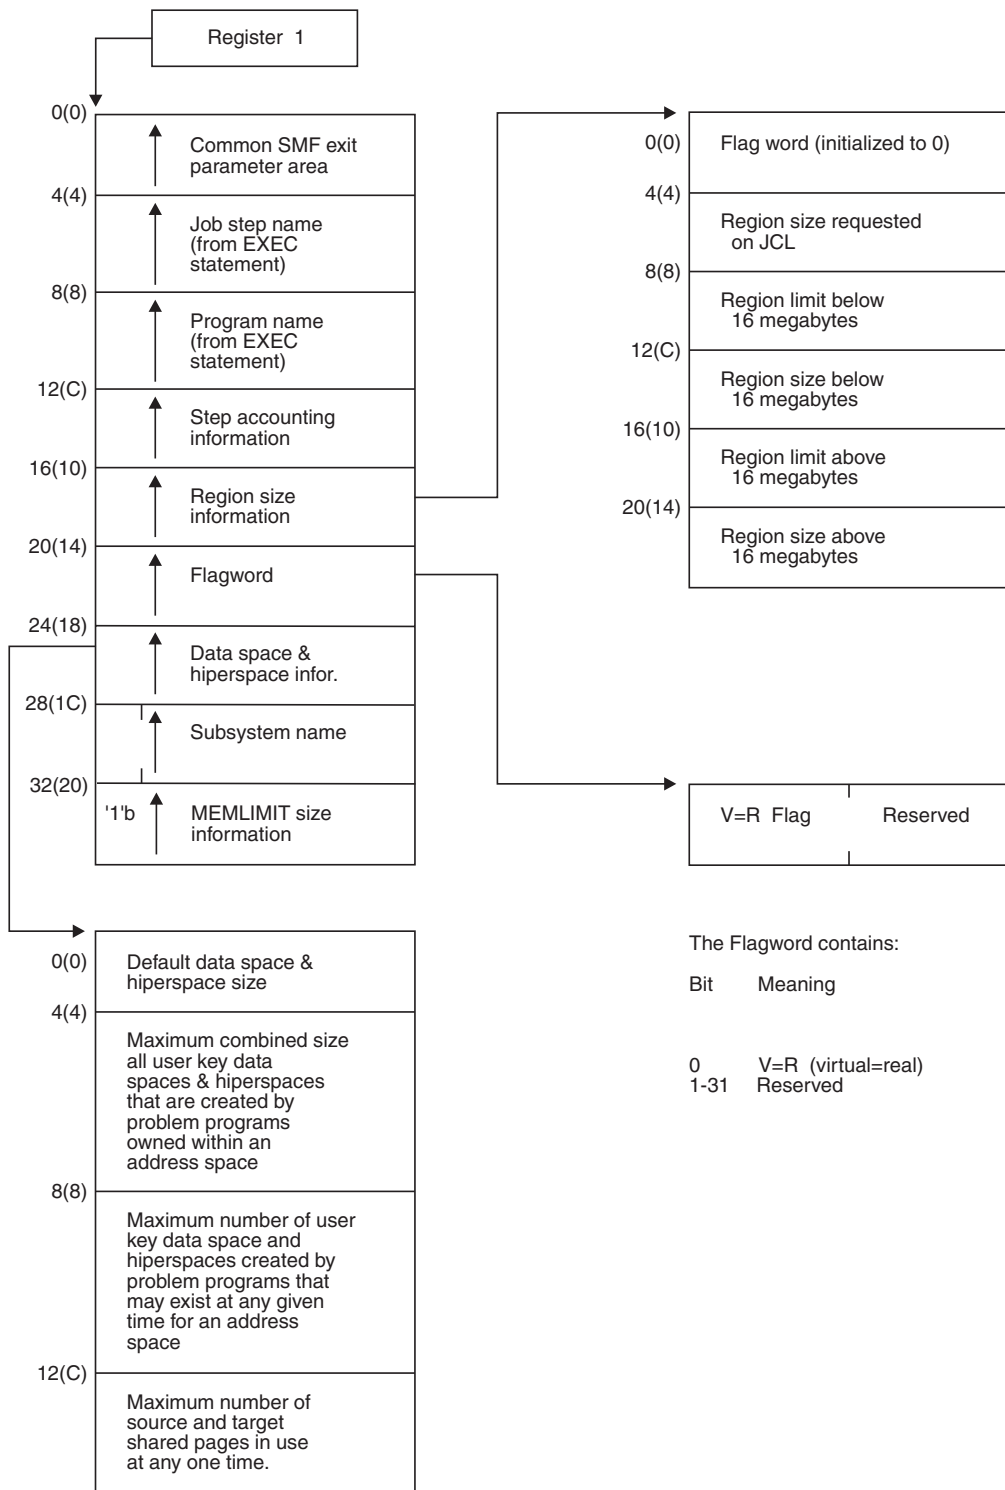 Register 1
0(0)
Common SMF exit
parameter area
4(4)
Job step name
(from EXEC
statement)
8(8)
Program name
(from EXEC
statement)
12(C)
Step accounting
information
16(10)
Region size
information
20(14)
Flagword
24(18)
Data space &
hiperspace infor.
28(1C)
Subsystem name
32(20)
'1'b
MEMLIMIT size
information
0(0)
Flag word (initialized to 0)
4(4)
Region size requested
on JCL
8(8)
Region limit below
16 megabytes
12(C)
Region size below
16 megabytes
16(10)
Region limit above
16 megabytes
20(14)
Region size above
16 megabytes
V=R Flag
Reserved
The Flagword contains:
Bit Meaning
0 V=R (virtual=real)
1-31 Reserved
0(0)
Default data space &
hiperspace size
4(4)
Maximum combined size
all user key data
spaces & hiperspaces
that are created by
problem programs
owned within an
address space
8(8)
Maximum number of user
key data space and
hiperspaces created by
problem programs that
may exist at any given
time for an address
space
12(C)
Maximum number of
source and target
shared pages in use
at any one time.